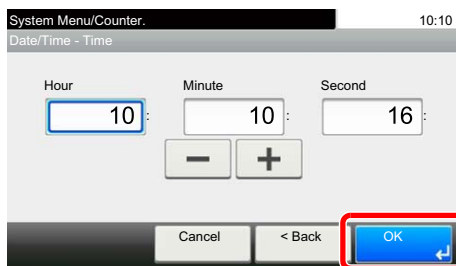 System Menu/Counter. 10:10
Date/Time - Time
Hour Minute Second
10 : 10 : 16 :
− +
Cancel < Back OK